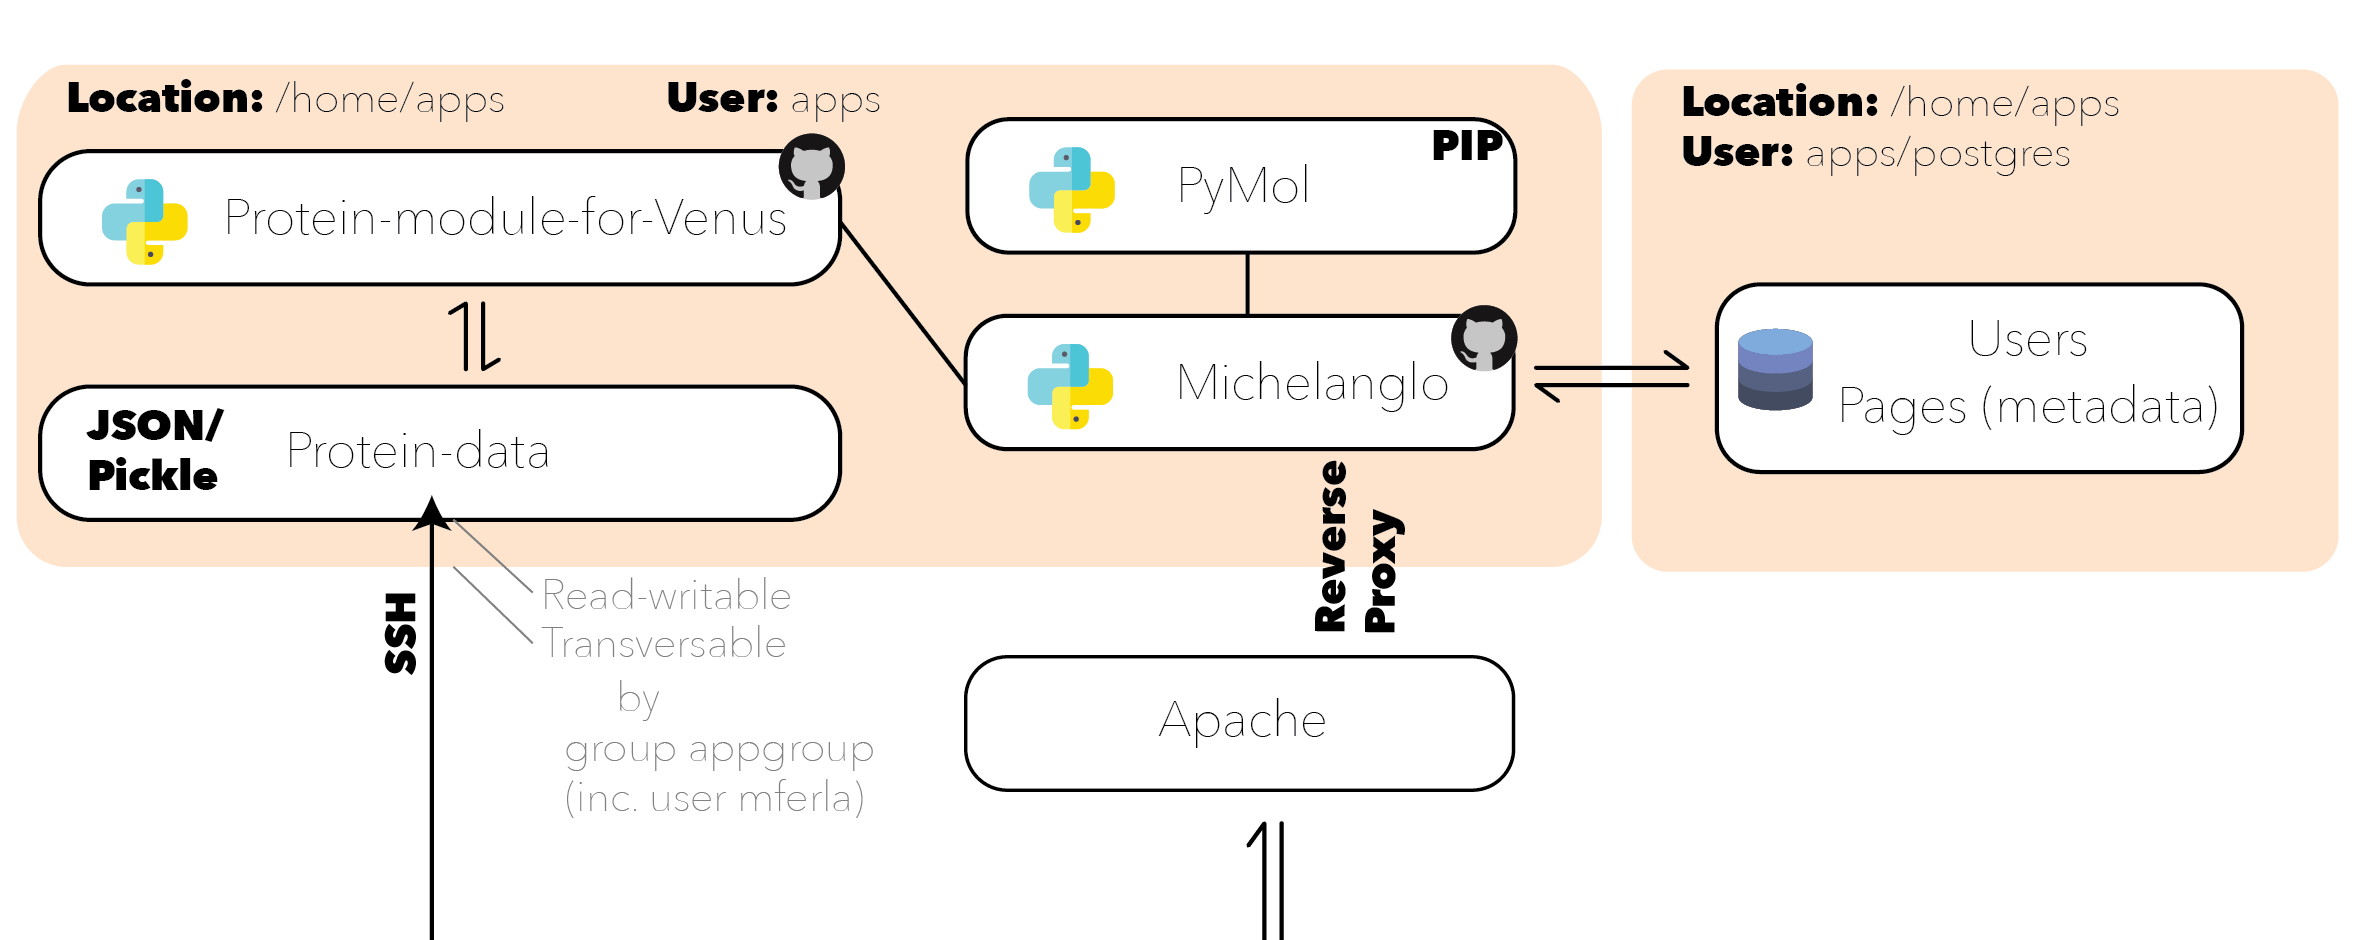 Location: /home/apps
User: apps
Protein-module-for-Venus
PIP
PyMol
JSON/
Pickle
Protein-data
Michelanglo
Location: /home/apps
User: apps/postgres
Users
Pages (metadata)
SSH
Read-writable
Transversable
by
group appgroup
(inc. user mferla)
Reverse
Proxy
Apache